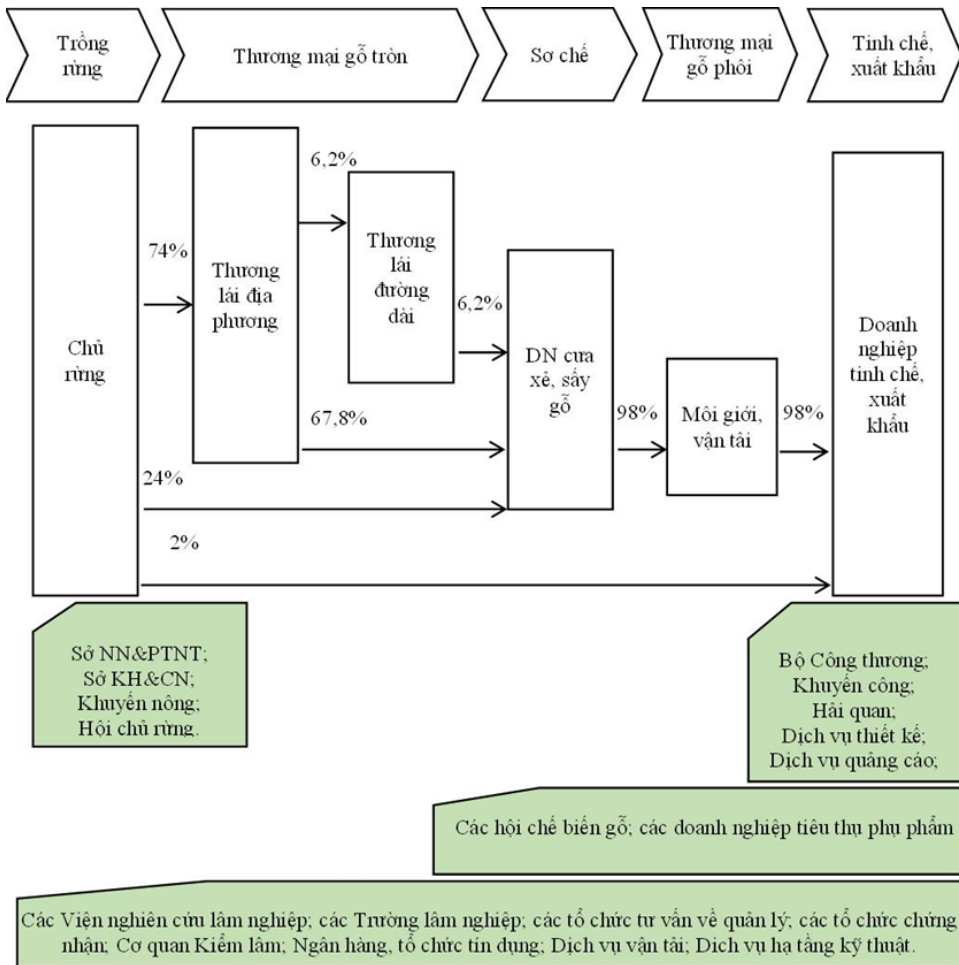 Trồng
rừng
Thương mại gỗ tròn
Sơ chế
Thương mại
gỗ phôi
Tinh chế,
xuất khẩu
Chủ
rừng
74%
Thương
lái địa
phương
6,2%
Thương
lái
đường
dài
6,2%
67,8%
24%
2%
DN cưa
xẻ, sấy
gỗ
98%
Môi giới,
vận tải
98%
Doanh
nghiệp
tinh chế,
xuất
khẩu
Sở NN&PTNT;
Sở KH&CN;
Khuyến nông;
Hội chủ rừng.
Bộ Công thương;
Khuyến công;
Hải quan;
Dịch vụ thiết kế;
Dịch vụ quảng cáo;
Các hội chế biến gỗ; các doanh nghiệp tiêu thụ phụ phẩm
Các Viện nghiên cứu lâm nghiệp; các Trường lâm nghiệp; các tổ chức tư vấn về quản lý, các tổ chức chứng
nhận; Cơ quan Kiểm lâm; Ngân hàng, tổ chức tín dụng; Dịch vụ vận tải; Dich vụ hạ tầng kỹ thuật.